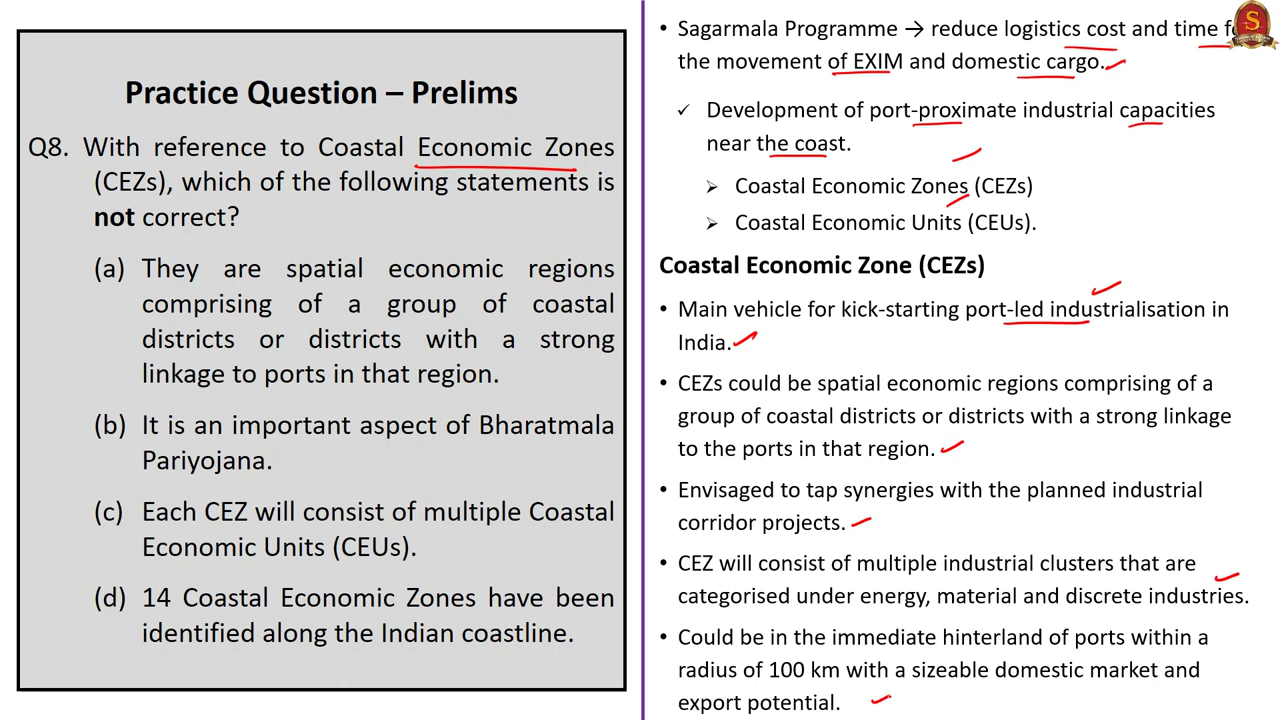 Practice Question – Prelims
Q8. With reference to Coastal Economic Zones
(CEZs), which of the following statements is
not correct?
(a) They are spatial economic regions
comprising of a group of coastal
districts or districts with a strong
linkage to ports in that region.
(b) It is an important aspect of Bharatmala
Pariyojana.
(c) Each CEZ will consist of multiple Coastal
Economic Units (CEUs).
(d) 14 Coastal Economic Zones have been
identified along the Indian coastline.
• Sagarmala Programme → reduce logistics cost and time
the movement of EXIM and domestic cargo.
✓ Development of port-proximate industrial capacities
near the coast.
➢ Coastal Economic Zones (CEZs)
➢ Coastal Economic Units (CEUs).
Coastal Economic Zone (CEZs)
• Main vehicle for kick-starting port-led industrialisation in
India.
• CEZs could be spatial economic regions comprising of a
group of coastal districts or districts with a strong linkage
to the ports in that region.
• Envisaged to tap synergies with the planned industrial
corridor projects.
• CEZ will consist of multiple industrial clusters that are
categorised under energy, material and discrete industries.
• Could be in the immediate hinterland of ports within a
radius of 100 km with a sizeable domestic market and
export potential.
S